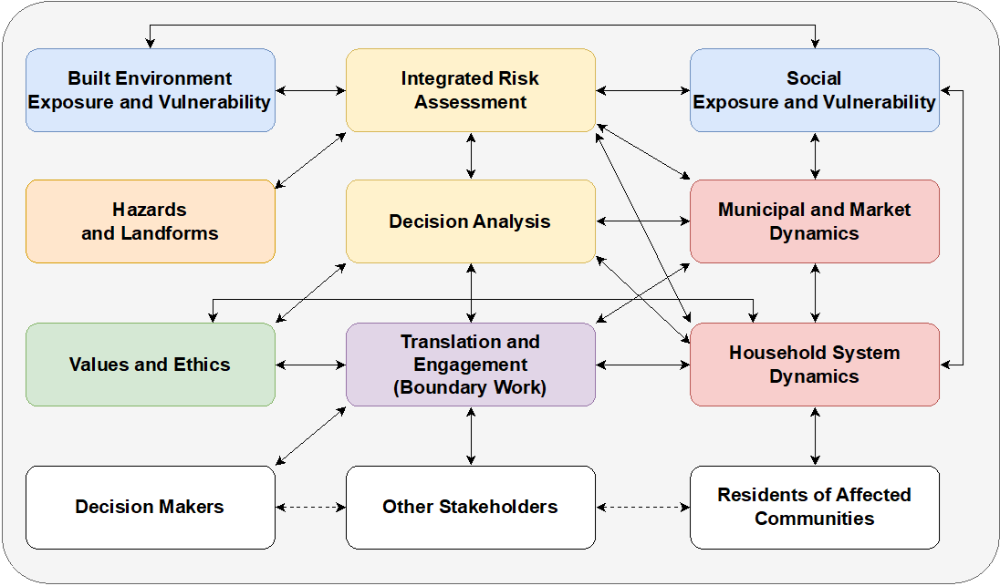 Built Environment
Exposure and Vulnerability
Integrated Risk
Assessment
Social
Exposure and Vulnerability
Hazards
and Landforms
Decision Analysis
Municipal and Market
Dynamics
Values and Ethics
Translation and
Engagement
(Boundary Work)
Household System
Dynamics
Decision Makers
Other Stakeholders
Residents of Affected
Communities